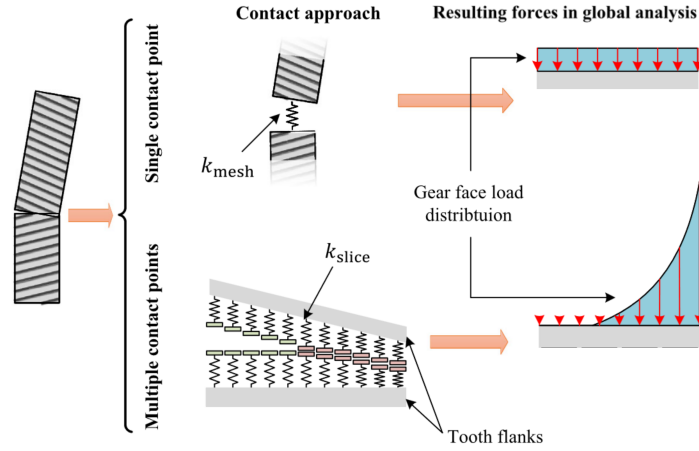 Contact approach
Resulting forces in global analysis
Single contact point
k_mesh
Gear face load
distribtuion
Multiple contact points
k_slice
Tooth flanks